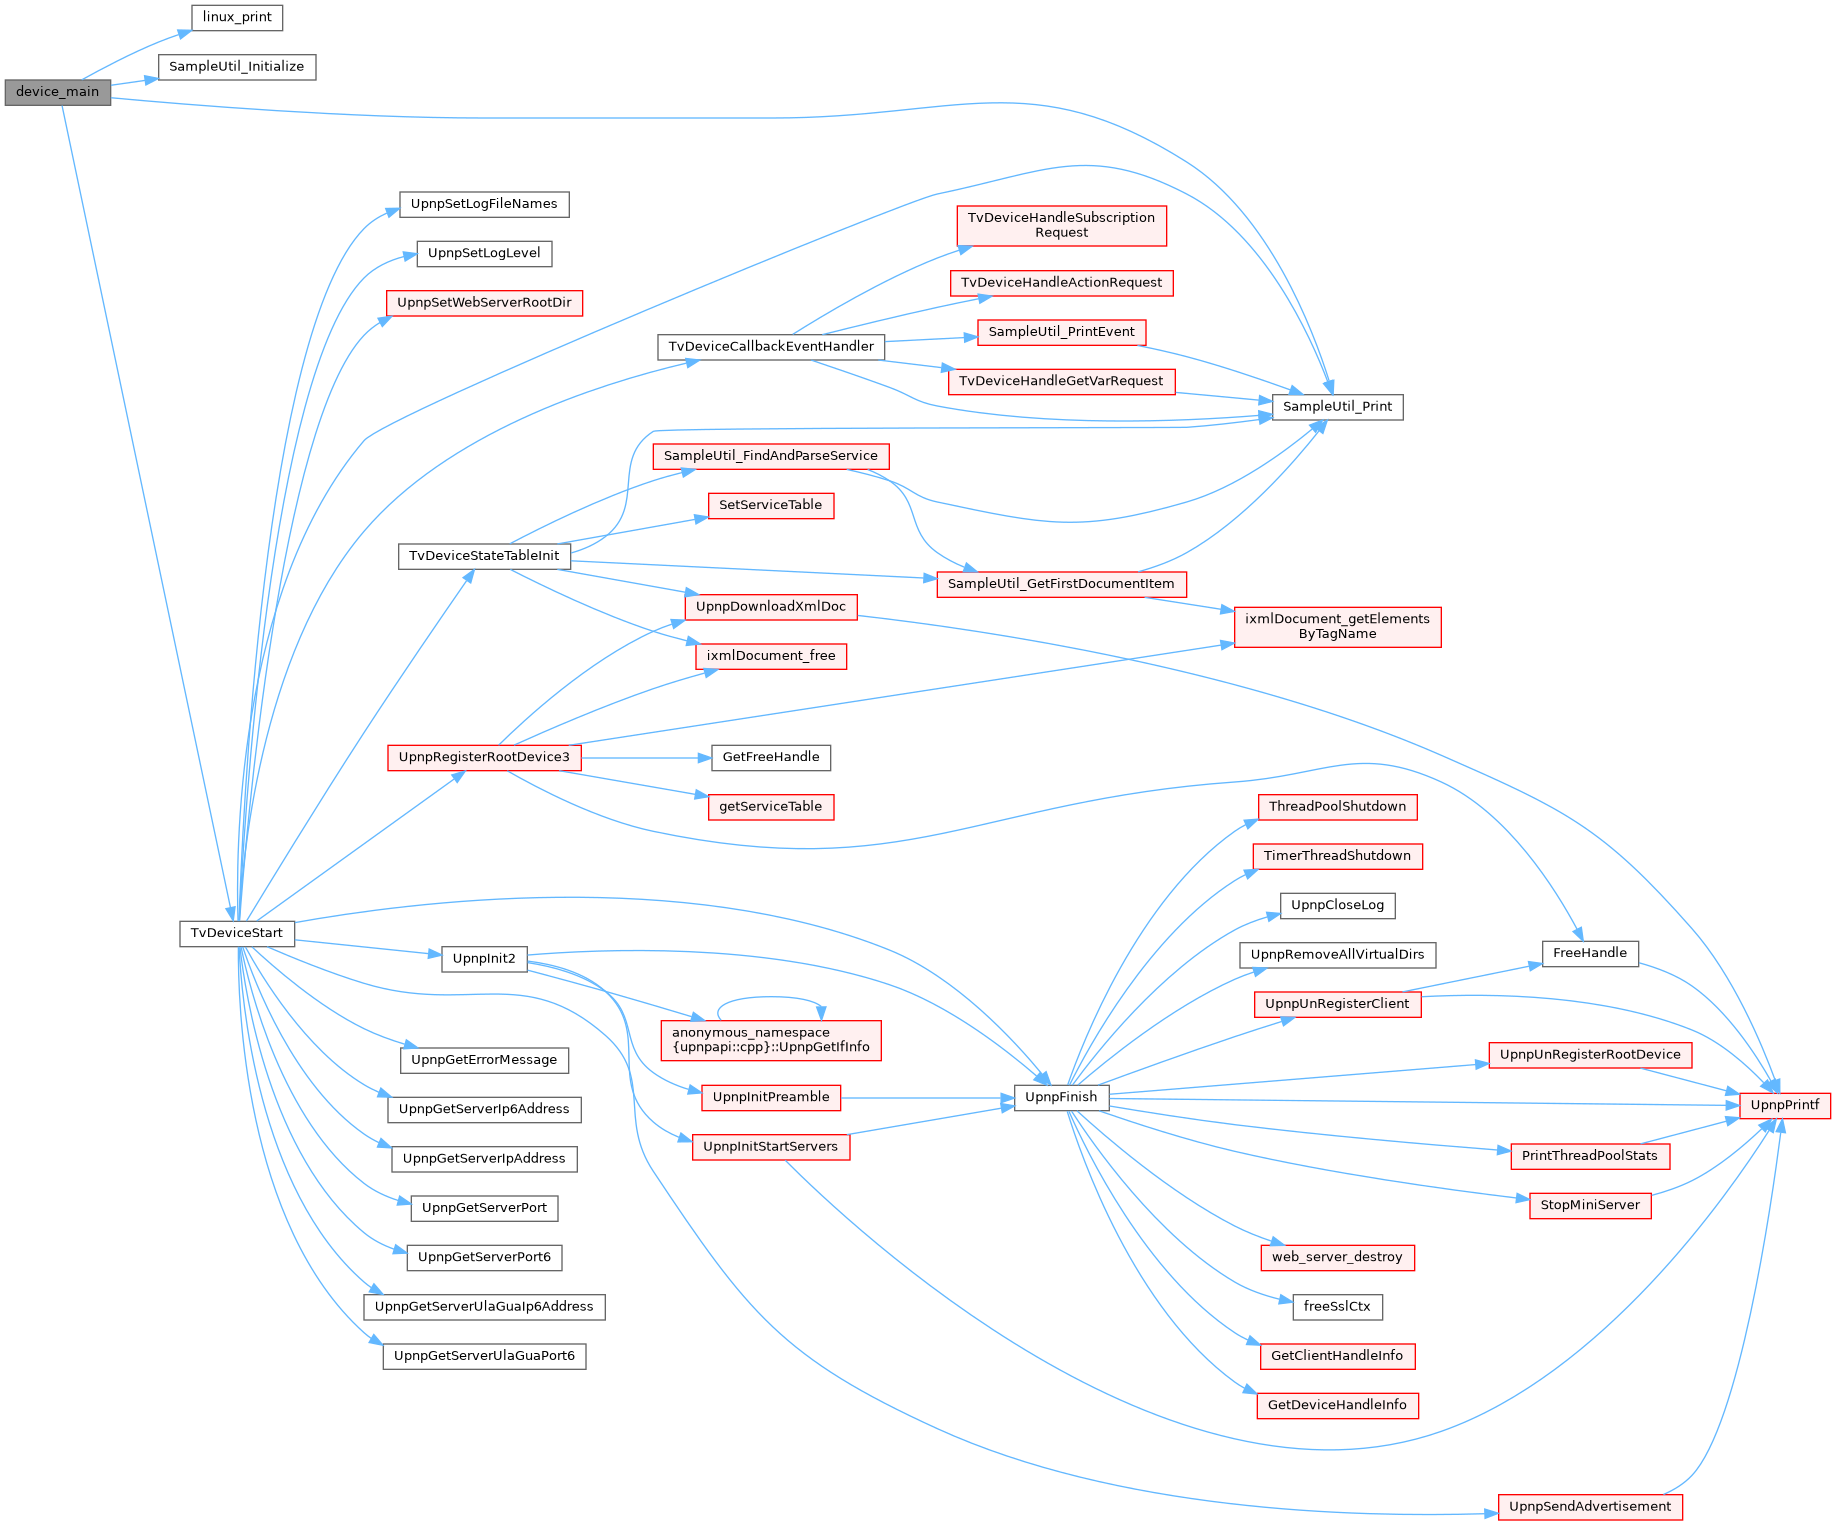 linux_print
SampleUtil_Initialize
device_main
UpnpSetLogFileNames
UpnpSetLogLevel
UpnpSetWebServerRootDir
TvDeviceHandleSubscription
Request
TvDeviceHandleActionRequest
SampleUtil_PrintEvent
TvDeviceCallbackEventHandler
TvDeviceHandleGetVarRequest
SampleUtil_Print
SampleUtil_FindAndParseService
SetServiceTable
TvDeviceStateTableInit
SampleUtil_GetFirstDocumentItem
UpnpDownloadXmlDoc
ixmlDocument_getElements
ByTagName
ixmlDocument_free
UpnpRegisterRootDevice3
GetFreeHandle
getServiceTable
ThreadPoolShutdown
TimerThreadShutdown
UpnpCloseLog
TvDeviceStart
UpnpInit2
UpnpRemoveAllVirtualDirs
FreeHandle
UpnpUnRegisterClient
anonymous_namespace
{upnpapi::cpp}::UpnpGetIfInfo
UpnpGetErrorMessage
UpnpUnRegisterRootDevice
UpnpInitPreamble
UpnpFinish
UpnpPrintf
UpnpGetServerIp6Address
UpnpInitStartServers
UpnpGetServerIpAddress
PrintThreadPoolStats
UpnpGetServerPort
StopMiniServer
UpnpGetServerPort6
web_server_destroy
UpnpGetServerUlaGuaIp6Address
freeSslCtx
UpnpGetServerUlaGuaPort6
GetClientHandleInfo
GetDeviceHandleInfo
UpnpSendAdvertisement